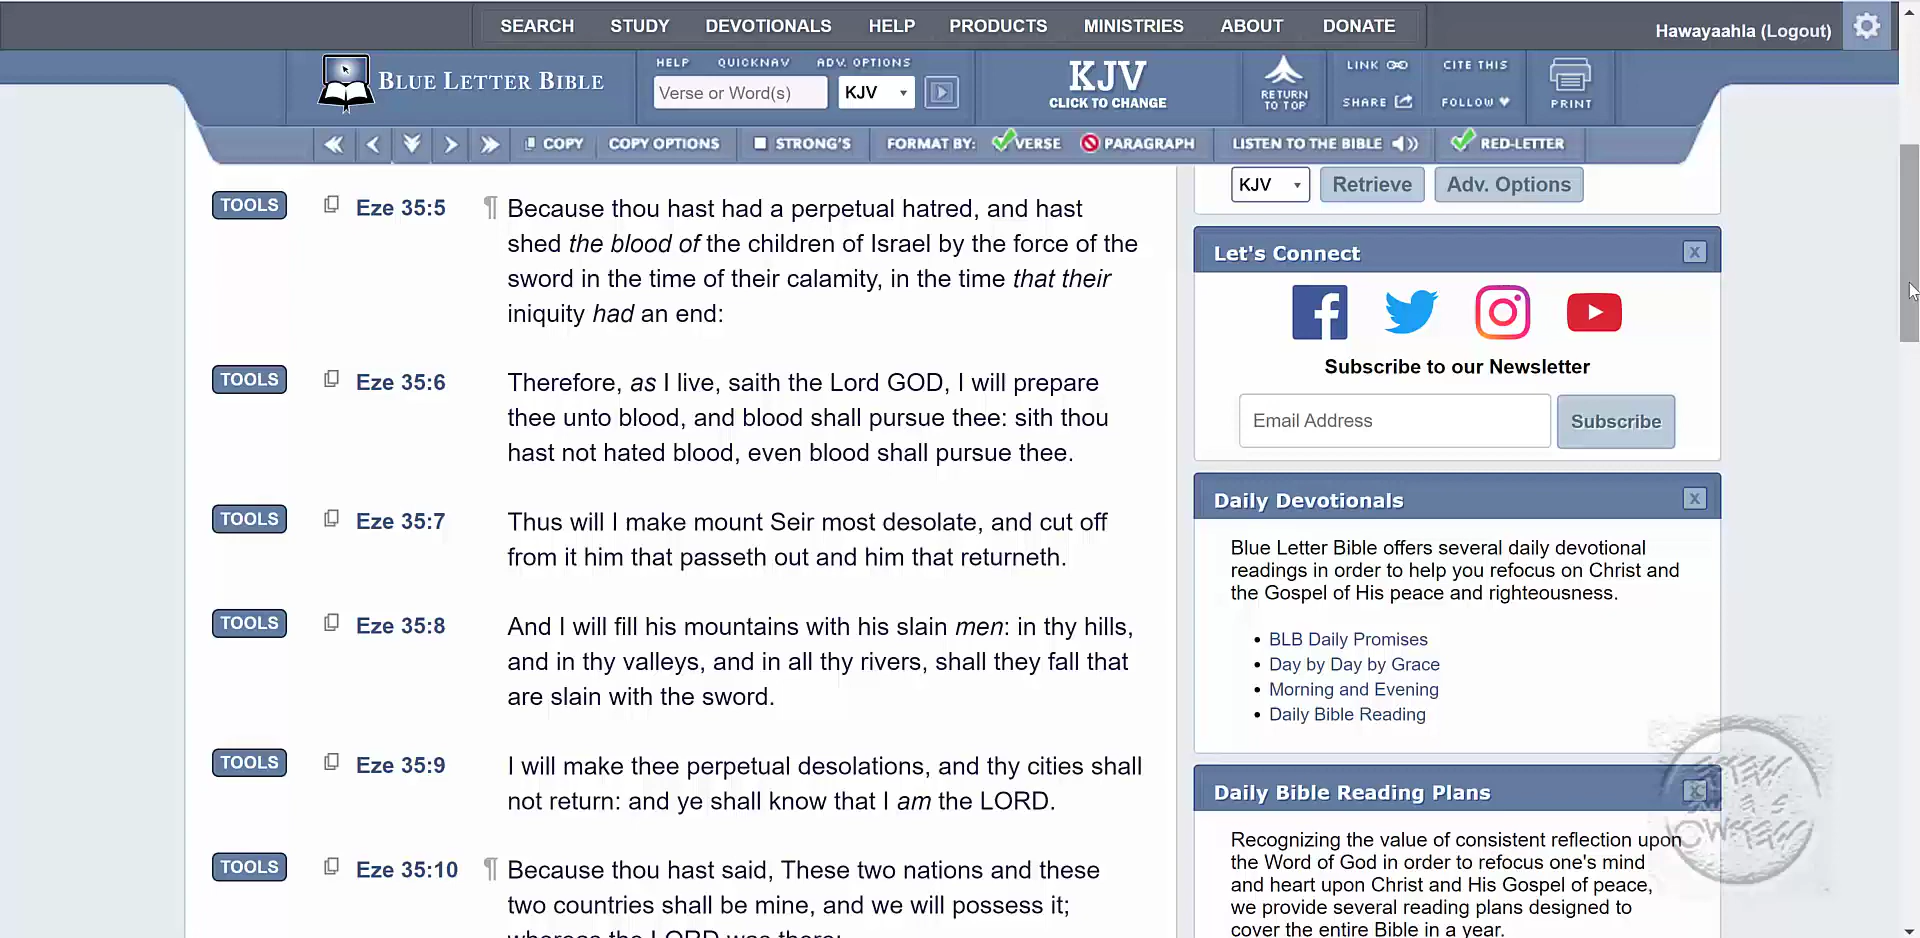 SEARCH STUDY DEVOTIONALS HELP PRODUCTS MINISTRIES ABOUT DONATE
Hawayaahla (Logout)
BLUE LETTER BIBLE
HELP QUICKNAV ADV. OPTIONS
Verse or Word(s) KJV
KJV
CLICK TO CHANGE
RETURN
TO TOP
LINK
SHARE
CITE THIS
FOLLOW
PRINT
COPY COPY OPTIONS STRONG'S FORMAT BY: VERSE PARAGRAPH LISTEN TO THE BIBLE RED-LETTER
TOOLS Eze 35:5 ¶ Because thou hast had a perpetual hatred, and hast
shed the blood of the children of Israel by the force of the
sword in the time of their calamity, in the time that their
iniquity had an end:
TOOLS Eze 35:6 Therefore, as I live, saith the Lord GOD, I will prepare
thee unto blood, and blood shall pursue thee: sith thou
hast not hated blood, even blood shall pursue thee.
TOOLS Eze 35:7 Thus will I make mount Seir most desolate, and cut off
from it him that passeth out and him that returneth.
TOOLS Eze 35:8 And I will fill his mountains with his slain men: in thy hills,
and in thy valleys, and in all thy rivers, shall they fall that
are slain with the sword.
TOOLS Eze 35:9 I will make thee perpetual desolations, and thy cities shall
not return: and ye shall know that I am the LORD.
TOOLS Eze 35:10 ¶ Because thou hast said, These two nations and these
two countries shall be mine, and we will possess it;
whereas the LORD was there:
KJV Retrieve Adv. Options
Let's Connect
Subscribe to our Newsletter
Email Address Subscribe
Daily Devotionals
Blue Letter Bible offers several daily devotional
readings in order to help you refocus on Christ and
the Gospel of His peace and righteousness.
• BLB Daily Promises
• Day by Day by Grace
• Morning and Evening
• Daily Bible Reading
Daily Bible Reading Plans
Recognizing the value of consistent reflection upon
the Word of God in order to refocus one's mind
and heart upon Christ and His Gospel of peace,
we provide several reading plans designed to
cover the entire Bible in a year.